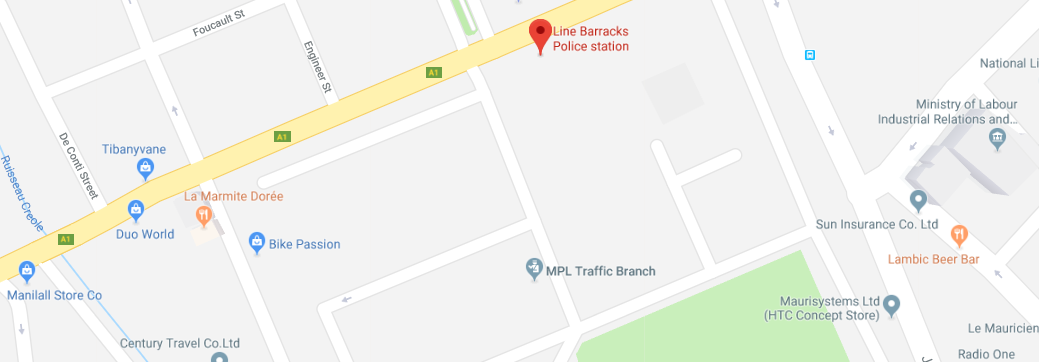 Foucault St
Engineer St
Line Barracks
Police station
A1
National Li
Ministry of Labour
Industrial Relations and...
De Conti Street
A1
Tibanyvane
Ruisseau-Creole
La Marmite Dorée
Duo World
A1
Bike Passion
Sun Insurance Co. Ltd
Lambic Beer Bar
MPL Traffic Branch
Manilall Store Co
Maurisystems Ltd
(HTC Concept Store)
Century Travel Co.Ltd
Le Mauricien
Radio One